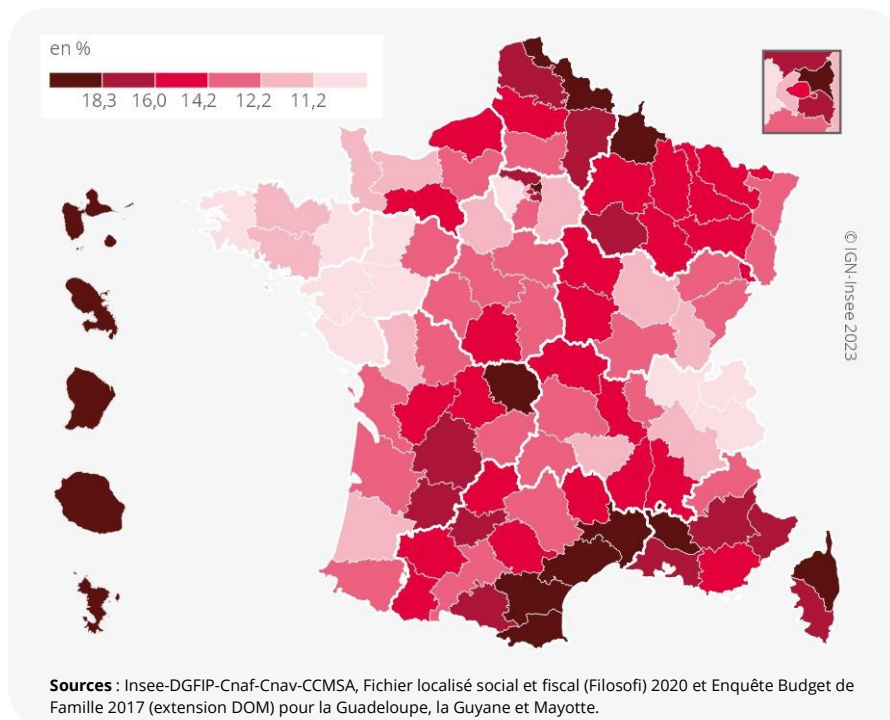 en %
18,3 16,0 14,2 12,2 11,2
© IGN-Insee 2023
Sources : Insee-DGFIP-Cnaf-Cnav-CCMSA, Fichier localisé social et fiscal (Filosofi) 2020 et Enquête Budget de
Famille 2017 (extension DOM) pour la Guadeloupe, la Guyane et Mayotte.